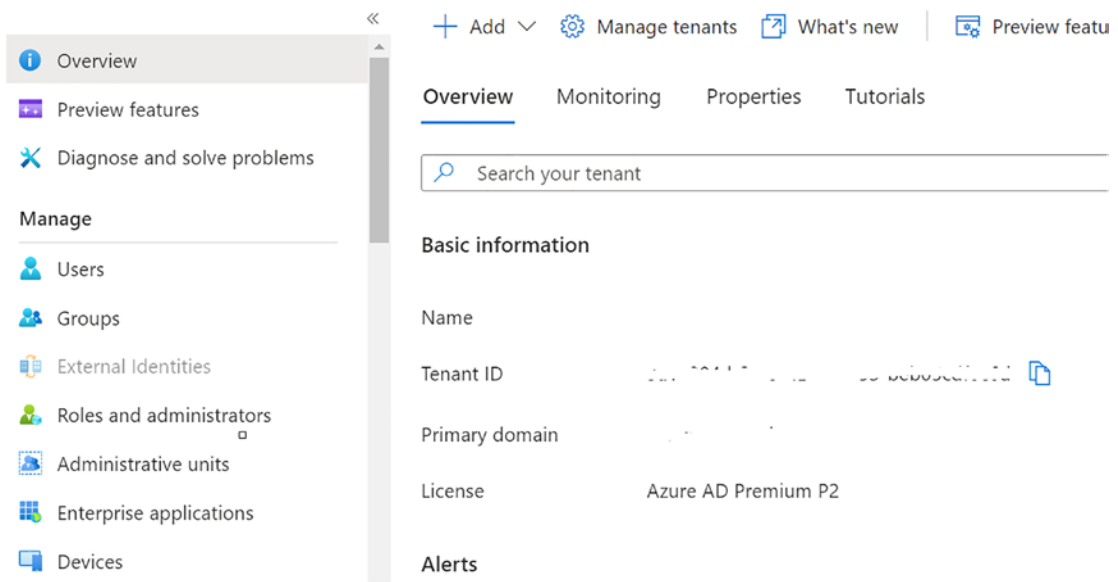 Overview
Preview features
Diagnose and solve problems
Manage
Users
Groups
External Identities
Roles and administrators
Administrative units
Enterprise applications
Devices
Add
Manage tenants
What's new
Preview featu
Overview
Monitoring
Properties
Tutorials
Search your tenant
Basic information
Name
Tenant ID
Primary domain
License Azure AD Premium P2
Alerts